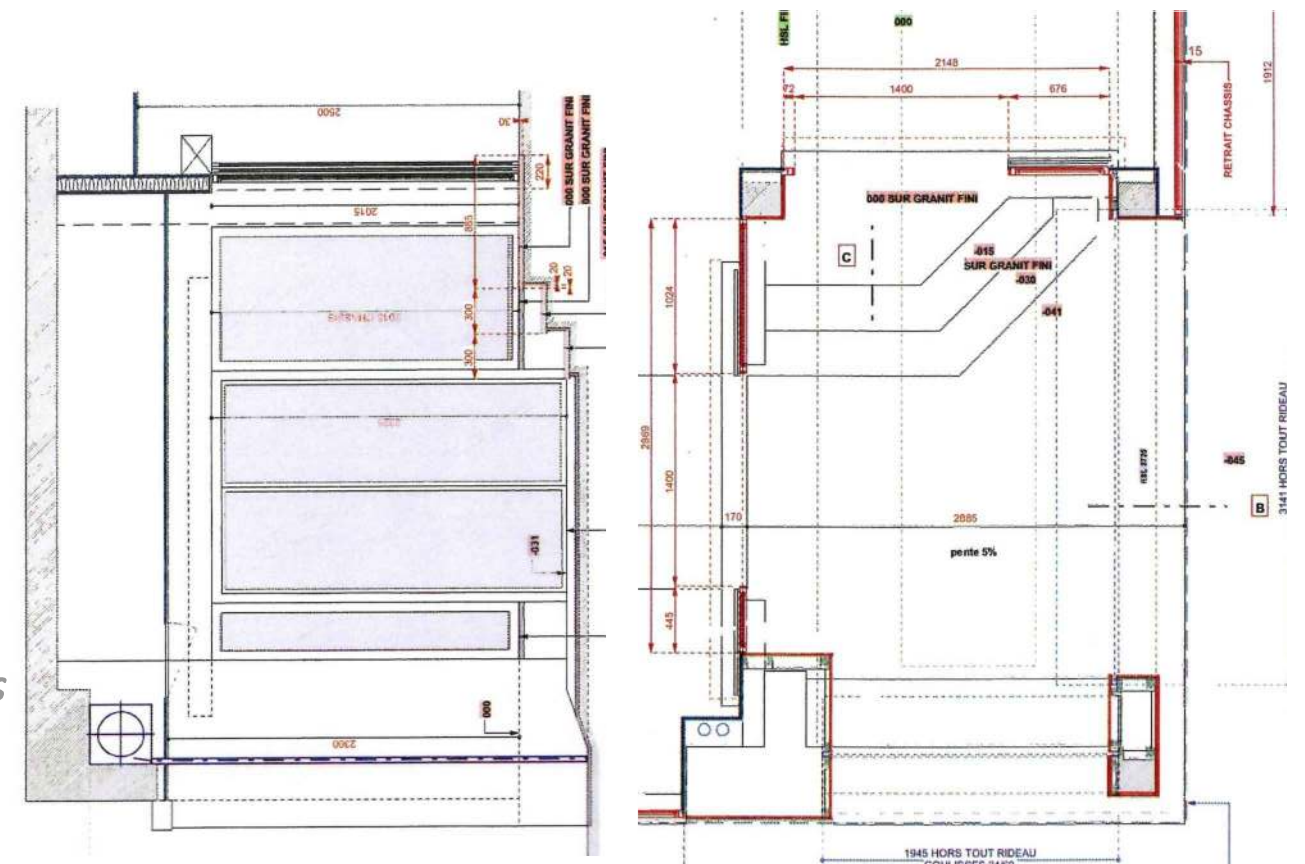 2500
30
000 SUR GRANIT FINI
000 SUR GRANIT FINI
220
2015
855
20
20
300
300
-031
000
2300
HSL FI
000
2148
72
1400
676
15
RETRAIT CHASSIS
1912
000 SUR GRANIT FINI
C
-015
SUR GRANIT FINI
-030
-041
1024
2869
1400
445
170
2885
pente 5%
-045
B
3141 HORS TOUT RIDEAU
1945 HORS TOUT RIDEAU